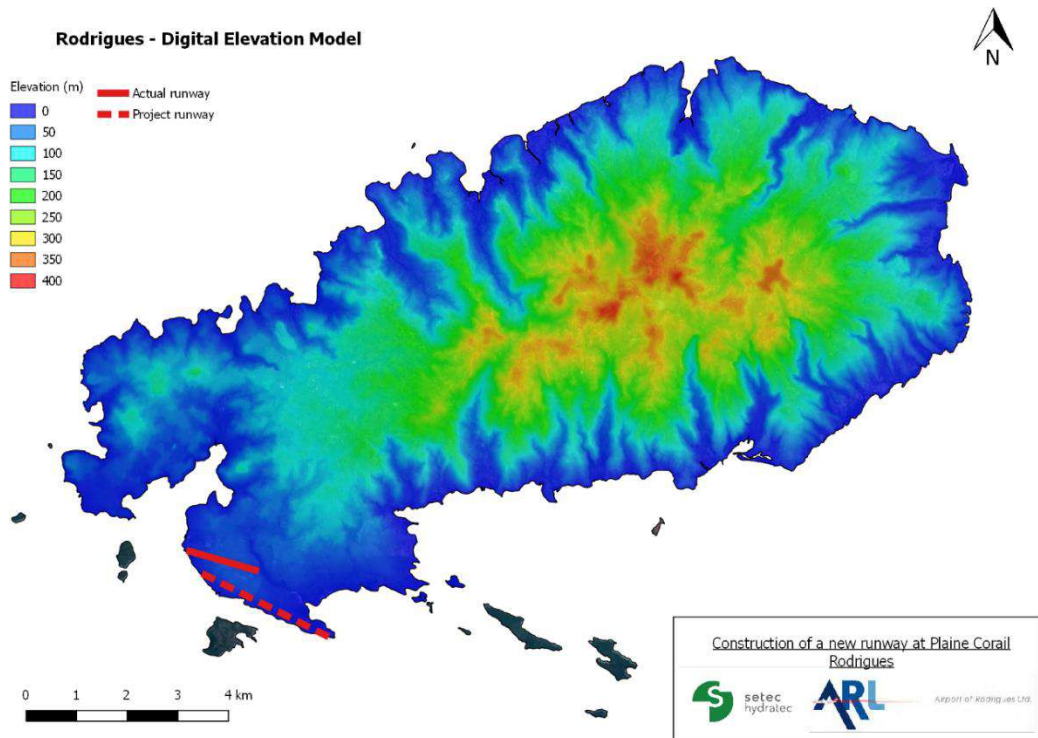 Rodrigues - Digital Elevation Model
N
Elevation (m)
0
50
100
150
200
250
300
350
400
Actual runway
Project runway
0 1 2 3 4 km
Construction of a new runway at Plaine Corail
Rodrigues
setec
hydratec
ARL
Airport of Rodrigues Ltd.